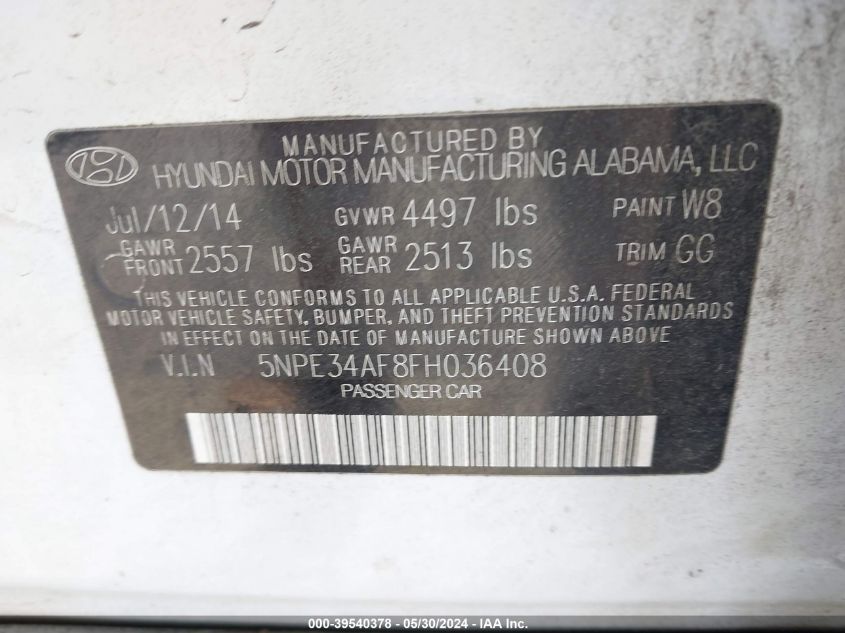 MANUFACTURED BY
HYUNDAI MOTOR MANUFACTURING ALABAMA, LLC
Jul/12/14 GVWR 4497 lbs PAINT W8
GAWR FRONT 2557 lbs GAWR REAR 2513 lbs TRIM GG
THIS VEHICLE CONFORMS TO ALL APPLICABLE U.S.A. FEDERAL
MOTOR VEHICLE SAFETY, BUMPER, AND THEFT PREVENTION STANDARDS
IN EFFECT ON THE DATE OF MANUFACTURE SHOWN ABOVE
V.I.N 5NPE34AF8FH036408
PASSENGER CAR
000-39540378 - 05/30/2024 - IAA Inc.